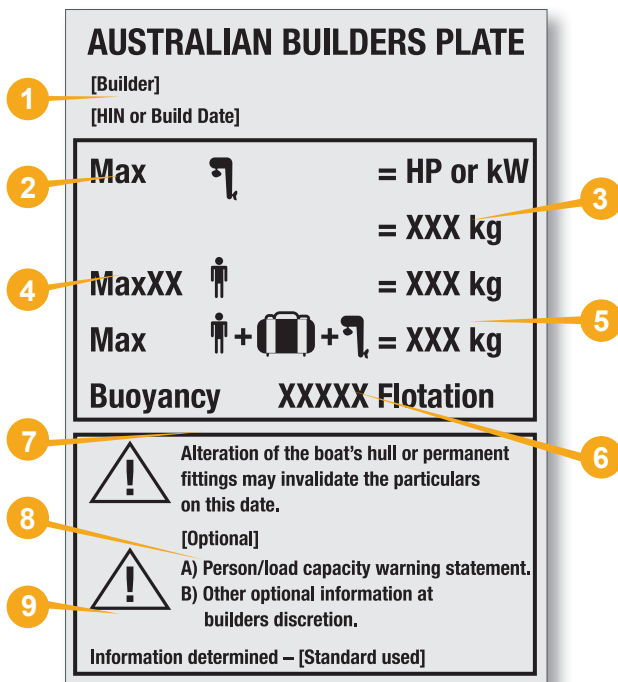 AUSTRALIAN BUILDERS PLATE
[Builder]
1
[HIN or Build Date]
2
Max = HP or kW
3
= XXX kg
4
MaxXX = XXX kg
5
Max + + = XXX kg
Buoyancy XXXXX Flotation
6
7
Alteration of the boat's hull or permanent
fittings may invalidate the particulars
on this date.
8
[Optional]
A) Person/load capacity warning statement.
B) Other optional information at
builders discretion.
9
Information determined – [Standard used]